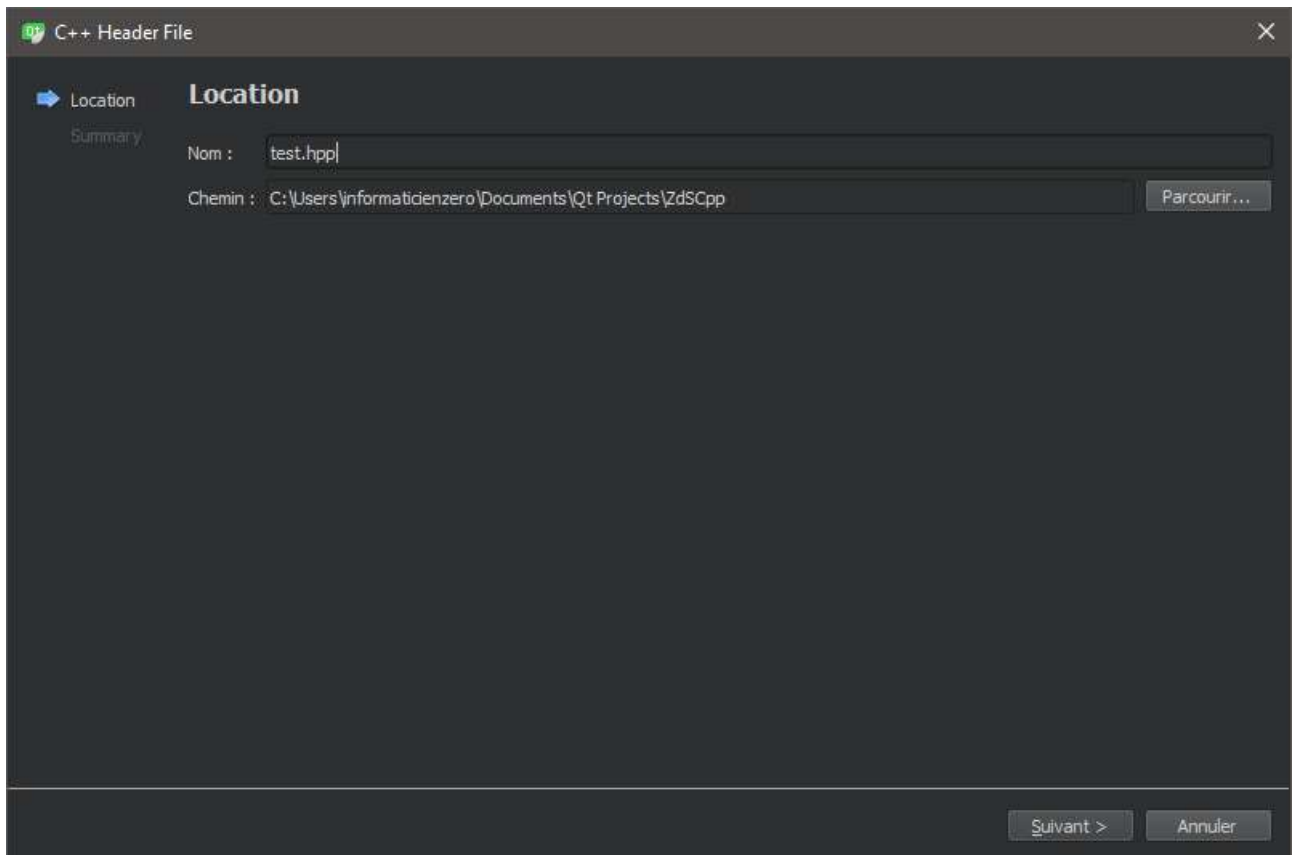 C++ Header File
Location
Summary
Location
Nom :
test.hpp
Chemin :
C:\Users\informaticienzero\Documents\Qt Projects\ZdSCpp
Parcourir...
Suivant >
Annuler